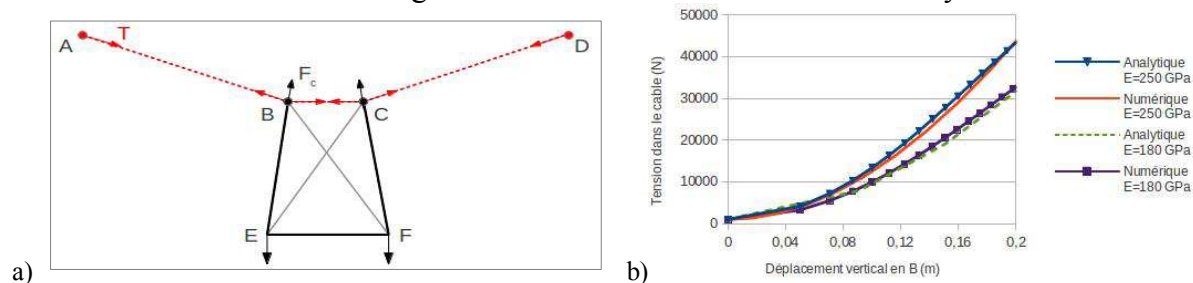 A
T
D
F_c
B
C
E
F
a)
50000
40000
30000
20000
10000
0
0
0,04
0,08
0,12
0,16
0,2
Tension dans le cable (N)
Déplacement vertical en B (m)
Analytique
E=250 GPa
Numérique
E=250 GPa
Analytique
E=180 GPa
Numérique
E=180 GPa
b)